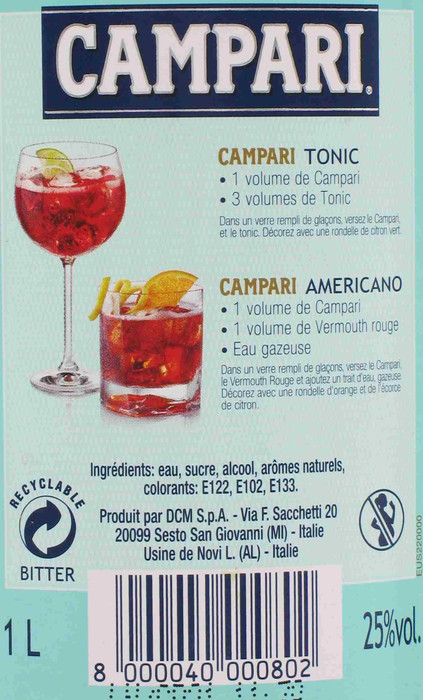 CAMPARI.
CAMPARI TONIC
• 1 volume de Campari
• 3 volumes de Tonic
Dans un verre rempli de glaçons, versez le Campari,
et le tonic. Décorez avec une rondelle de citron vert.
CAMPARI AMERICANO
• 1 volume de Campari
• 1 volume de Vermouth rouge
• Eau gazeuse
Dans un verre rempli de glaçons, versez le Campari,
le Vermouth Rouge et ajoutez un trait d'eau gazeuse.
Décorez avec une rondelle d'orange et de l'écorce
de citron.
Ingrédients: eau, sucre, alcool, arômes naturels,
colorants: E122, E102, E133.
RECYCLABLE
Produit par DCM S.p.A. - Via F. Sacchetti 20
20099 Sesto San Giovanni (MI) - Italie
Usine de Novi L. (AL) - Italie
BITTER
EUS220000
1 L
25%vol.
8 000040 000802